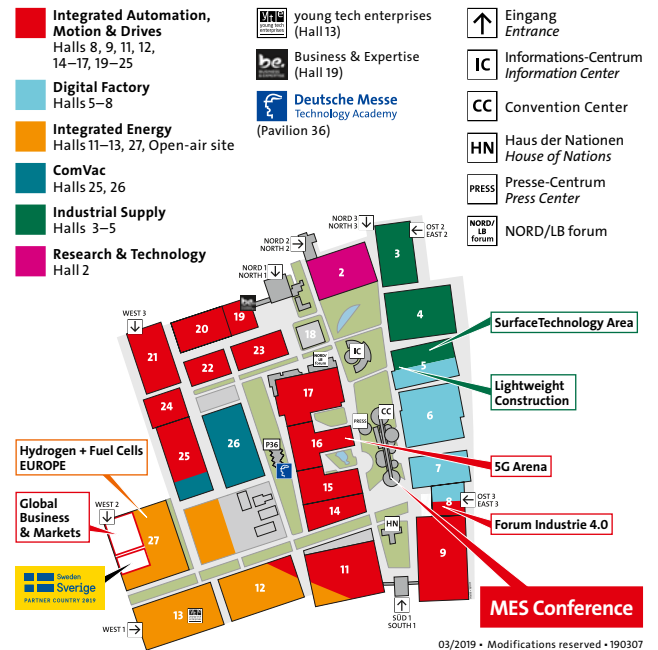 Integrated Automation,
Motion & Drives
Halls 8, 9, 11, 12,
14–17, 19–25
Digital Factory
Halls 5–8
Integrated Energy
Halls 11–13, 27, Open-air site
ComVac
Halls 25, 26
Industrial Supply
Halls 3–5
Research & Technology
Hall 2
young tech enterprises
(Hall 13)
be.
Business & Expertise
(Hall 19)
Deutsche Messe
Technology Academy
(Pavilion 36)
Eingang
Entrance
IC
Informations-Centrum
Information Center
CC
Convention Center
HN
Haus der Nationen
House of Nations
PRESS
Presse-Centrum
Press Center
NORD/
LB
forum
NORD/LB forum
NORD 3
NORTH 3
OST 2
EAST 2
NORD 2
NORTH 2
NORD 1
NORTH 1
WEST 3
be.
2
3
4
5
6
7
8
9
11
12
13
14
15
16
17
18
19
20
21
22
23
24
25
26
27
IC
NORD/
LB
forum
CC
PRESS
P36
HN
SurfaceTechnology Area
Lightweight
Construction
5G Arena
OST 3
EAST 3
Forum Industrie 4.0
MES Conference
Hydrogen + Fuel Cells
EUROPE
Global
Business
& Markets
WEST 2
Sweden
Sverige
PARTNER COUNTRY 2019
WEST 1
SÜD 1
SOUTH 1
03/2019 • Modifications reserved • 190307